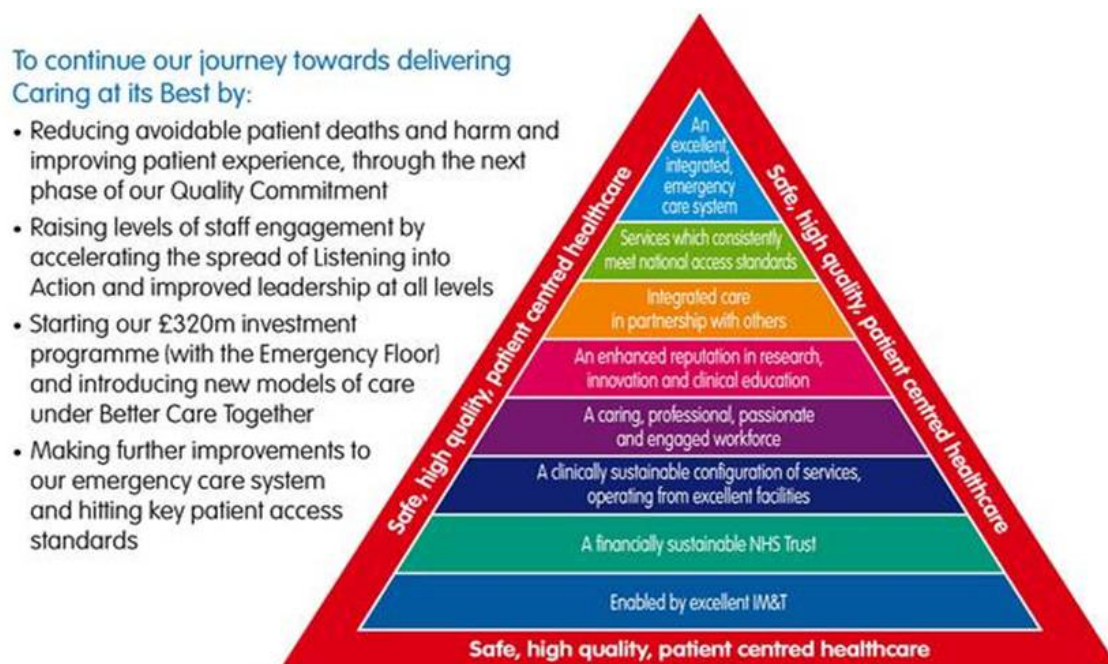 To continue our journey towards delivering
Caring at its Best by:
• Reducing avoidable patient deaths and harm and
improving patient experience, through the next
phase of our Quality Commitment
• Raising levels of staff engagement by
accelerating the spread of Listening into
Action and improved leadership at all levels
• Starting our £320m investment
programme (with the Emergency Floor)
and introducing new models of care
under Better Care Together
• Making further improvements to
our emergency care system
and hitting key patient access
standards
Safe, high quality, patient centred healthcare
Safe, high quality, patient centred healthcare
An
excellent,
integrated,
emergency
care system
Services which consistently
meet national access standards
Integrated care
in partnership with others
An enhanced reputation in research,
innovation and clinical education
A caring, professional, passionate
and engaged workforce
A clinically sustainable configuration of services,
operating from excellent facilities
A financially sustainable NHS Trust
Enabled by excellent IM&T
Safe, high quality, patient centred healthcare